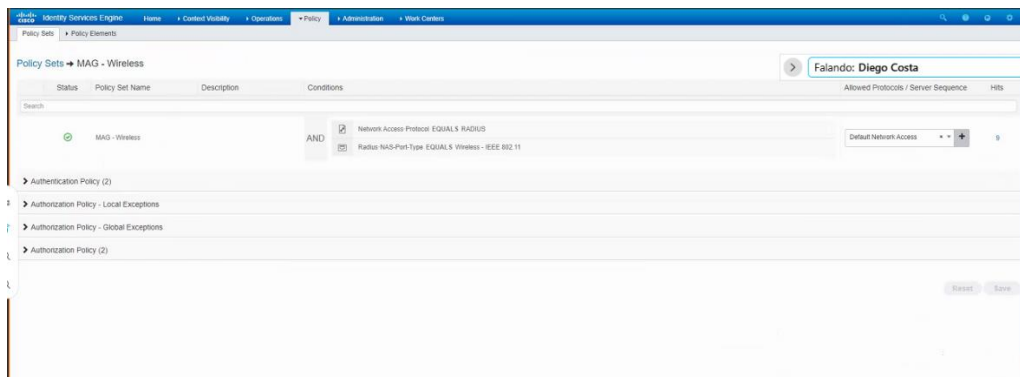 cisco Identity Services Engine Home Context Visibility Operations Policy Administration Work Centers
Policy Sets Policy Elements
Policy Sets ➔ MAG - Wireless
Falando: Diego Costa
Status Policy Set Name Description Conditions Allowed Protocols / Server Sequence Hits
Search
MAG - Wireless AND Network Access·Protocol EQUALS RADIUS Default Network Access × + 9
Radius·NAS-Port-Type EQUALS Wireless - IEEE 802.11
Authentication Policy (2)
Authorization Policy - Local Exceptions
Authorization Policy - Global Exceptions
Authorization Policy (2)
Reset Save